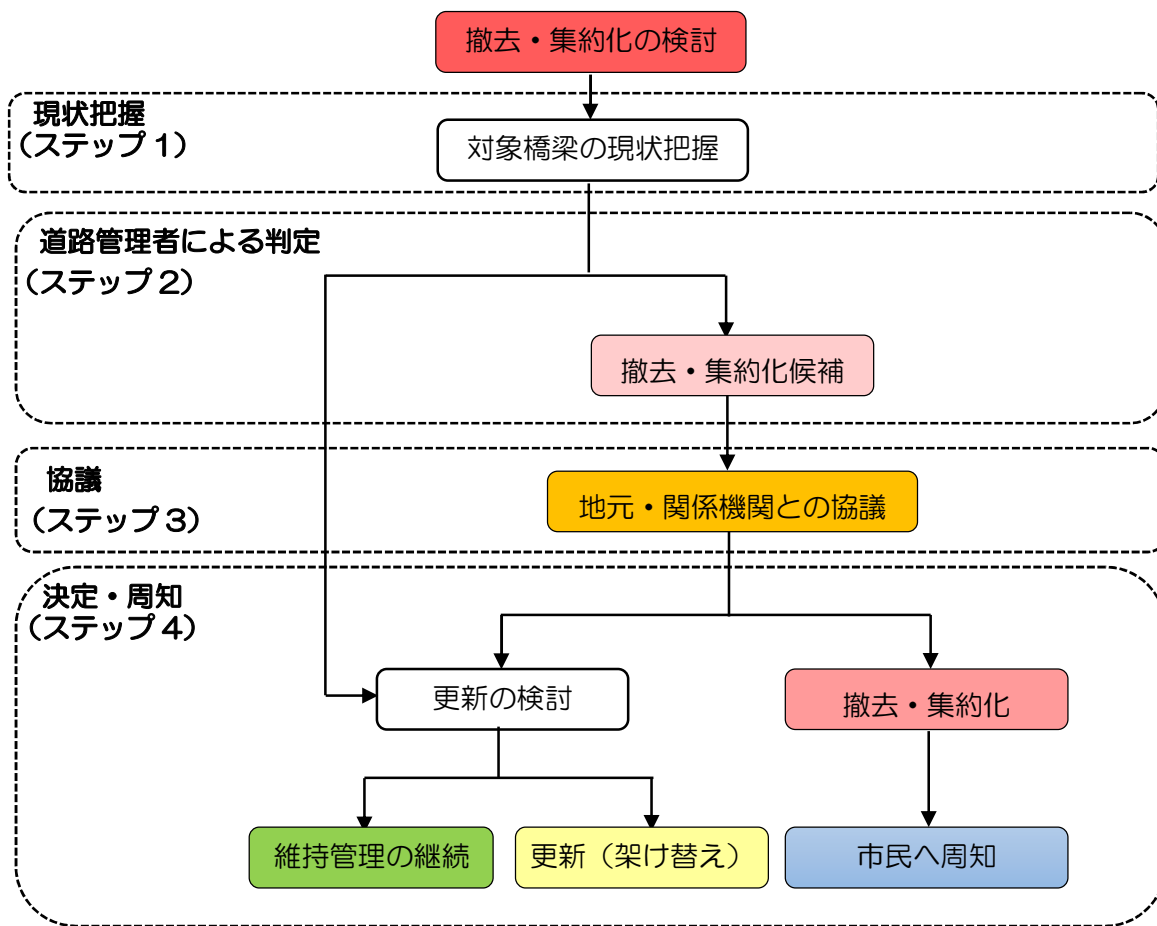 撤去・集約化の検討
現状把握
(ステップ1)
対象橋梁の現状把握
道路管理者による判定
(ステップ2)
撤去・集約化候補
協議
(ステップ3)
地元・関係機関との協議
決定・周知
(ステップ4)
更新の検討
撤去・集約化
維持管理の継続
更新（架け替え）
市民へ周知